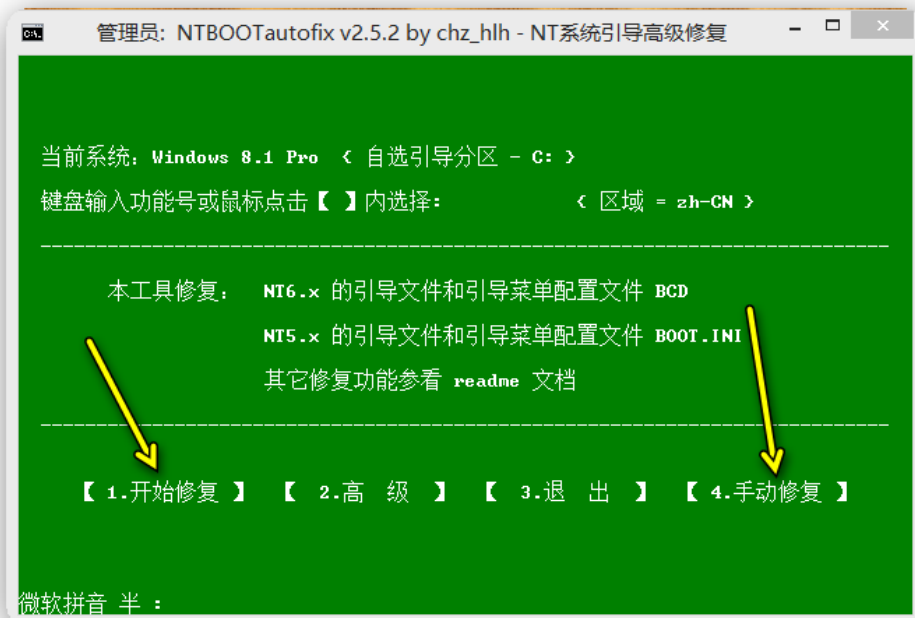 管理员: NTBOOTautofix v2.5.2 by chz_hlh - NT系统引导高级修复
当前系统: Windows 8.1 Pro < 自选引导分区 - C: >
键盘输入功能号或鼠标点击【 】内选择: < 区域 = zh-CN >
本工具修复: NT6.x 的引导文件和引导菜单配置文件 BCD
NT5.x 的引导文件和引导菜单配置文件 BOOT.INI
其它修复功能参看 readme 文档
【 1.开始修复 】 【 2.高 级 】 【 3.退 出 】 【 4.手动修复 】
微软拼音 半 :